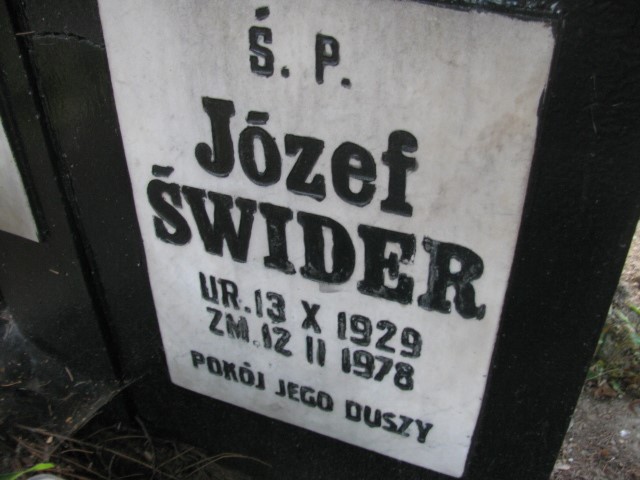 Ś. P.
Józef
ŚWIDER
UR. 13 X 1929
ZM. 12 II 1978
POKÓJ JEGO DUSZY